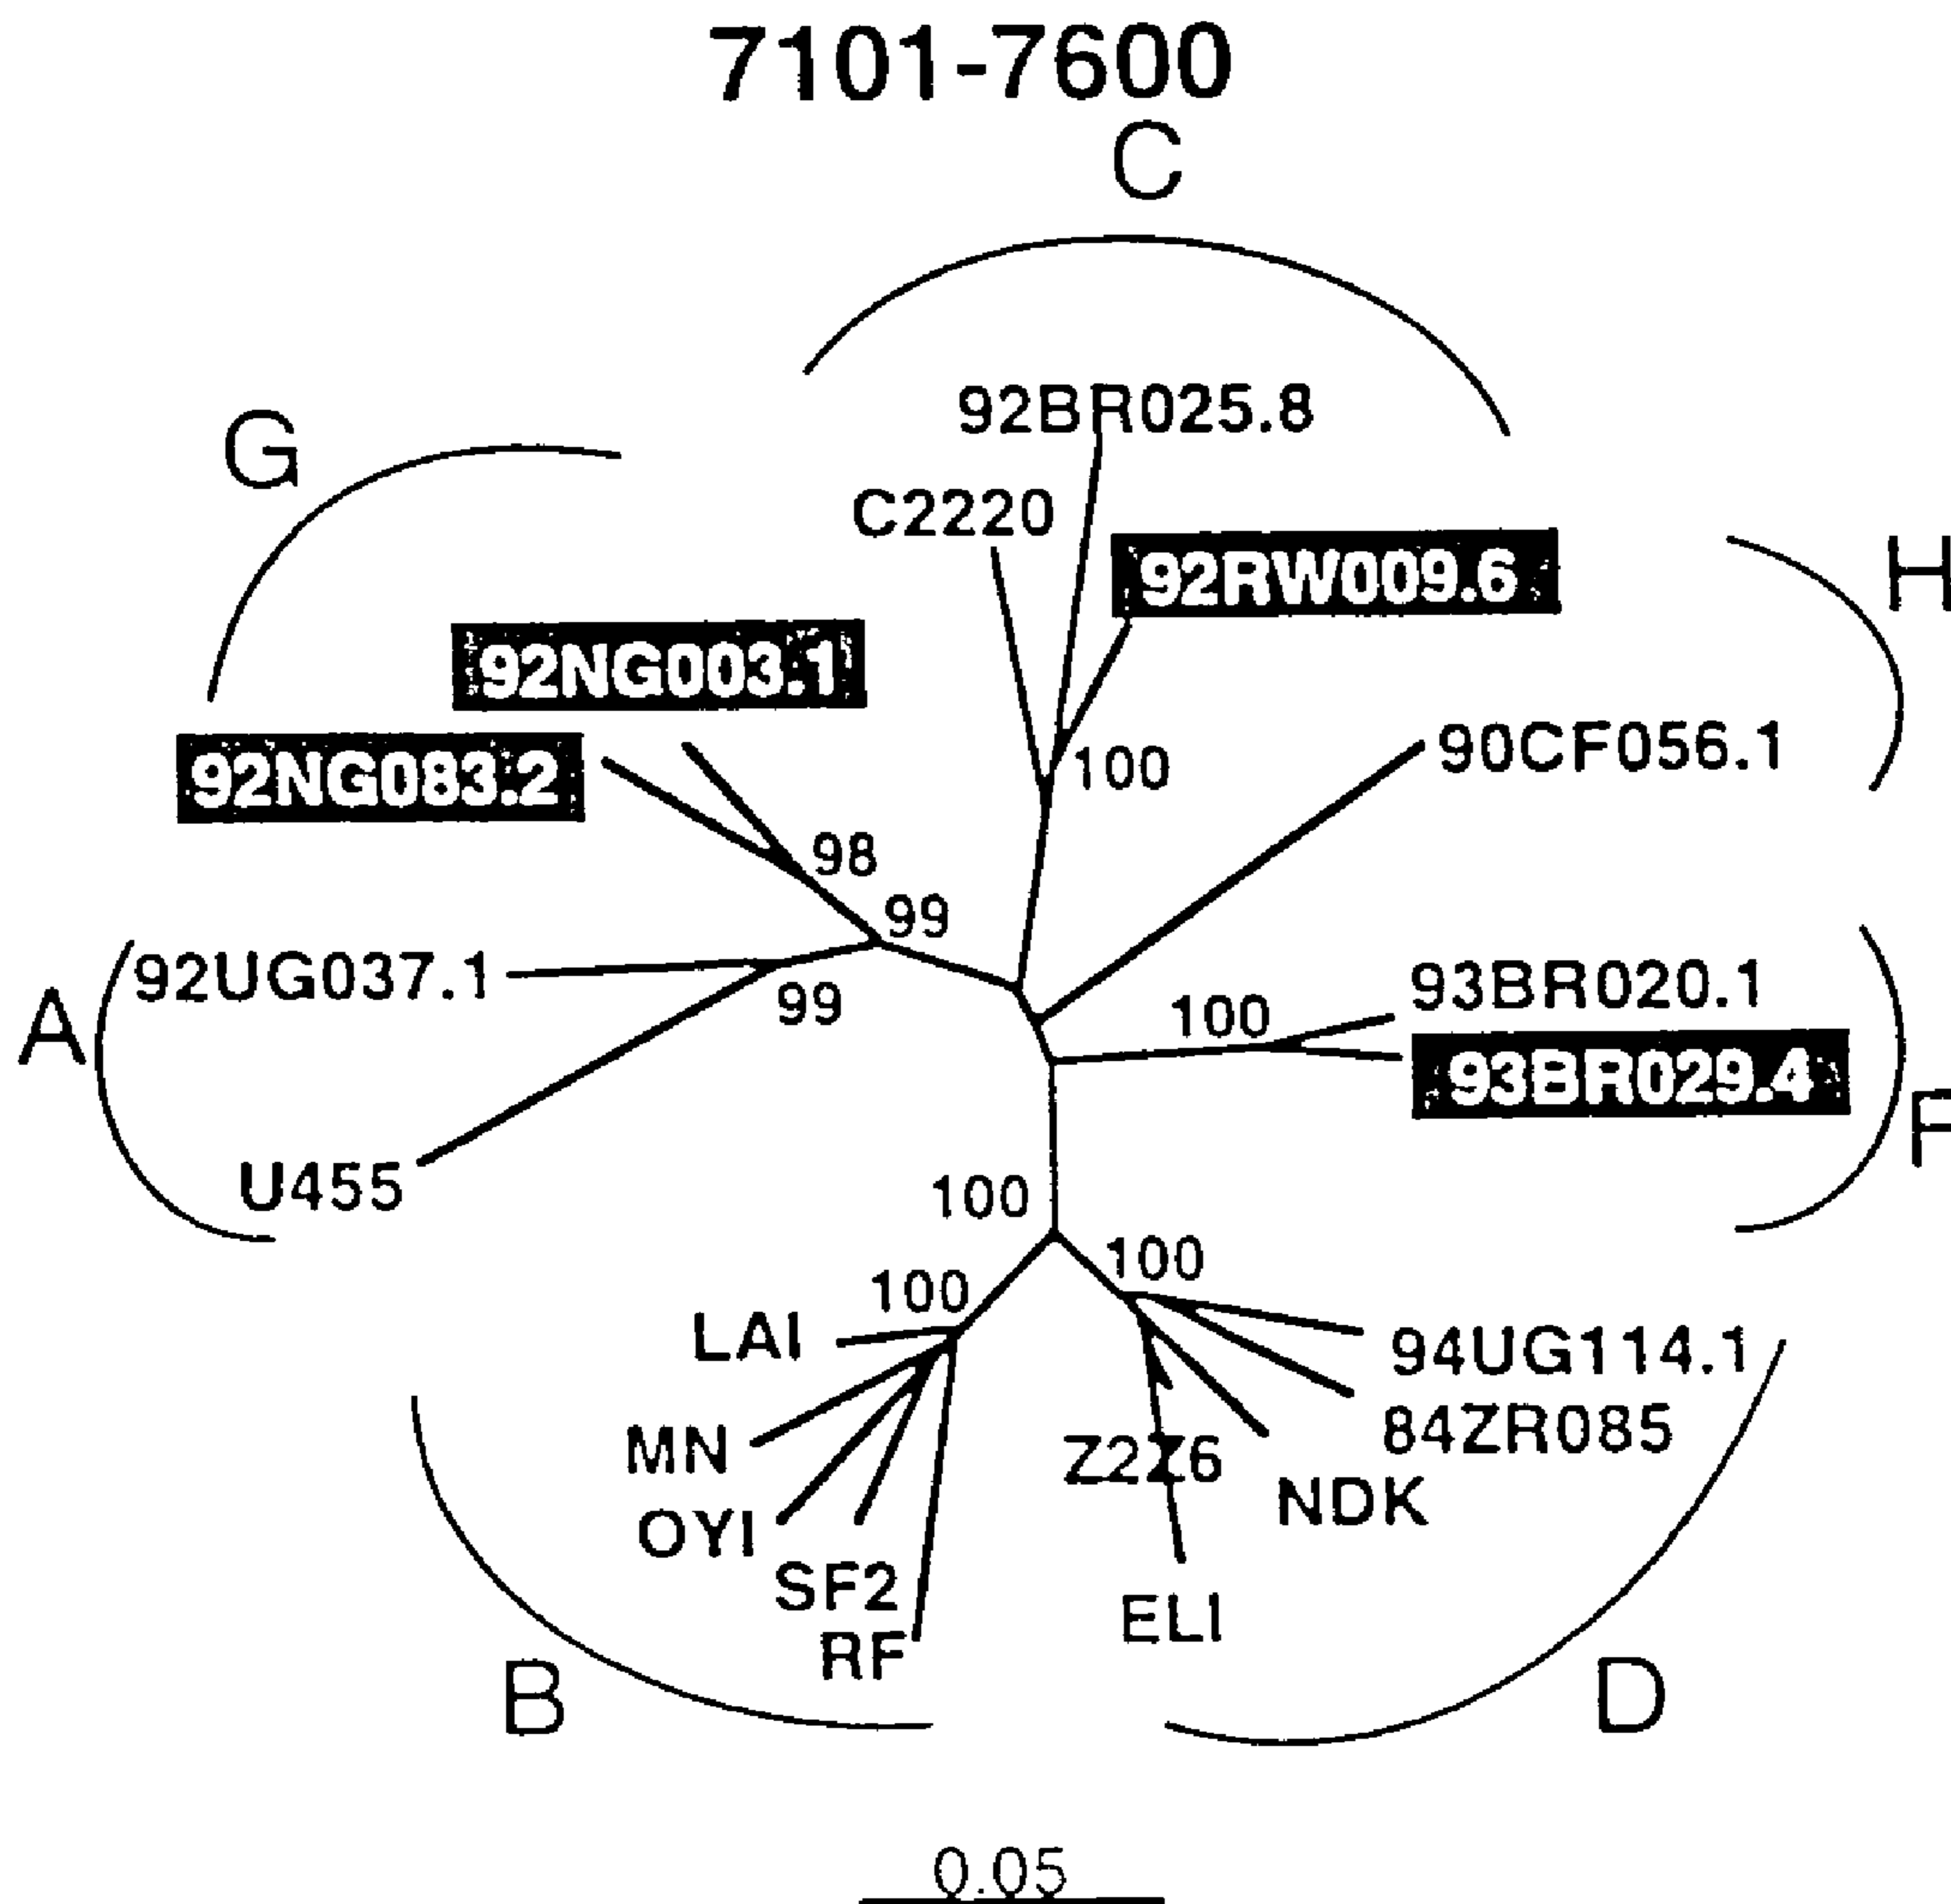 7101-7600
C
92BR025.8
G
C2220
92RW009.6
H
92NG003.1
90CF056.1
92NG083.2
100
98
99
92UG037.1
93BR020.1
99
100
A
93BR029.4
F
U455
100
100
100
LAI
94UG114.1
84ZR085
MN
Z2Z6
NDK
OYI
SF2
ELI
RF
B
D
0.05